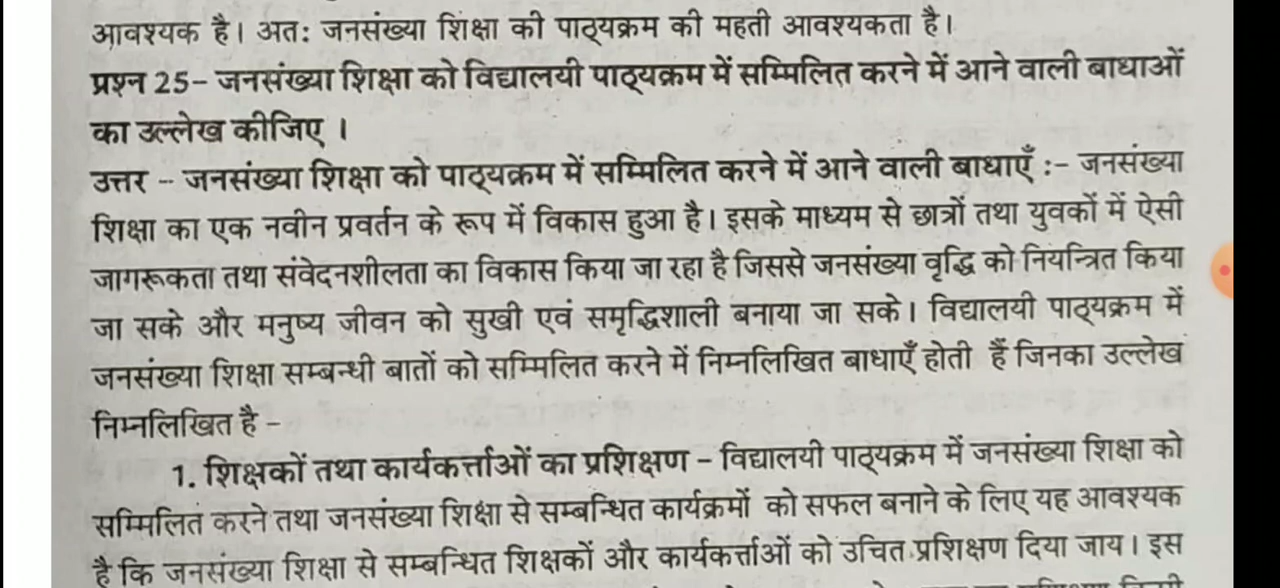 आवश्यक है। अतः जनसंख्या शिक्षा की पाठ्यक्रम की महती आवश्यकता है।
प्रश्न 25- जनसंख्या शिक्षा को विद्यालयी पाठ्यक्रम में सम्मिलित करने में आने वाली बाधाओं
का उल्लेख कीजिए ।
उत्तर - जनसंख्या शिक्षा को पाठ्यक्रम में सम्मिलित करने में आने वाली बाधाएँ :- जनसंख्या
शिक्षा का एक नवीन प्रवर्तन के रूप में विकास हुआ है। इसके माध्यम से छात्रों तथा युवकों में ऐसी
जागरूकता तथा संवेदनशीलता का विकास किया जा रहा है जिससे जनसंख्या वृद्धि को नियन्त्रित किया
जा सके और मनुष्य जीवन को सुखी एवं समृद्धिशाली बनाया जा सके। विद्यालयी पाठ्यक्रम में
जनसंख्या शिक्षा सम्बन्धी बातों को सम्मिलित करने में निम्नलिखित बाधाएँ होती हैं जिनका उल्लेख
निम्नलिखित है -
1. शिक्षकों तथा कार्यकर्त्ताओं का प्रशिक्षण - विद्यालयी पाठ्यक्रम में जनसंख्या शिक्षा को
सम्मिलित करने तथा जनसंख्या शिक्षा से सम्बन्धित कार्यक्रमों को सफल बनाने के लिए यह आवश्यक
है कि जनसंख्या शिक्षा से सम्बन्धित शिक्षकों और कार्यकर्त्ताओं को उचित प्रशिक्षण दिया जाय। इस